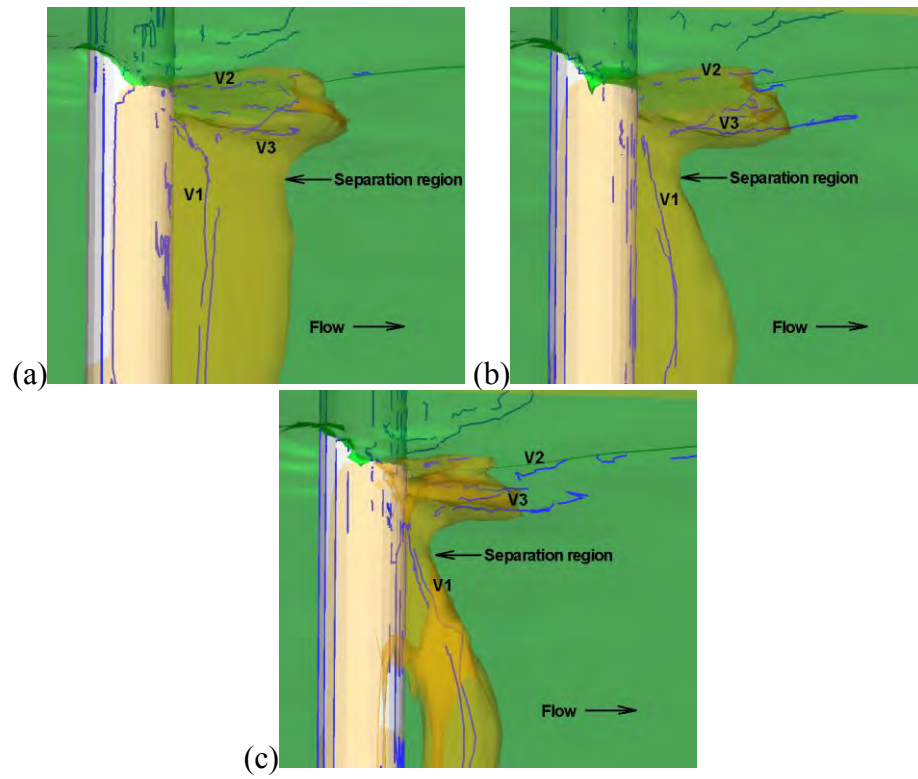 V2
V3
V1
Separation region
Flow
(a)
V2
V3
Separation region
V1
Flow
(b)
V2
V3
Separation region
V1
Flow
(c)